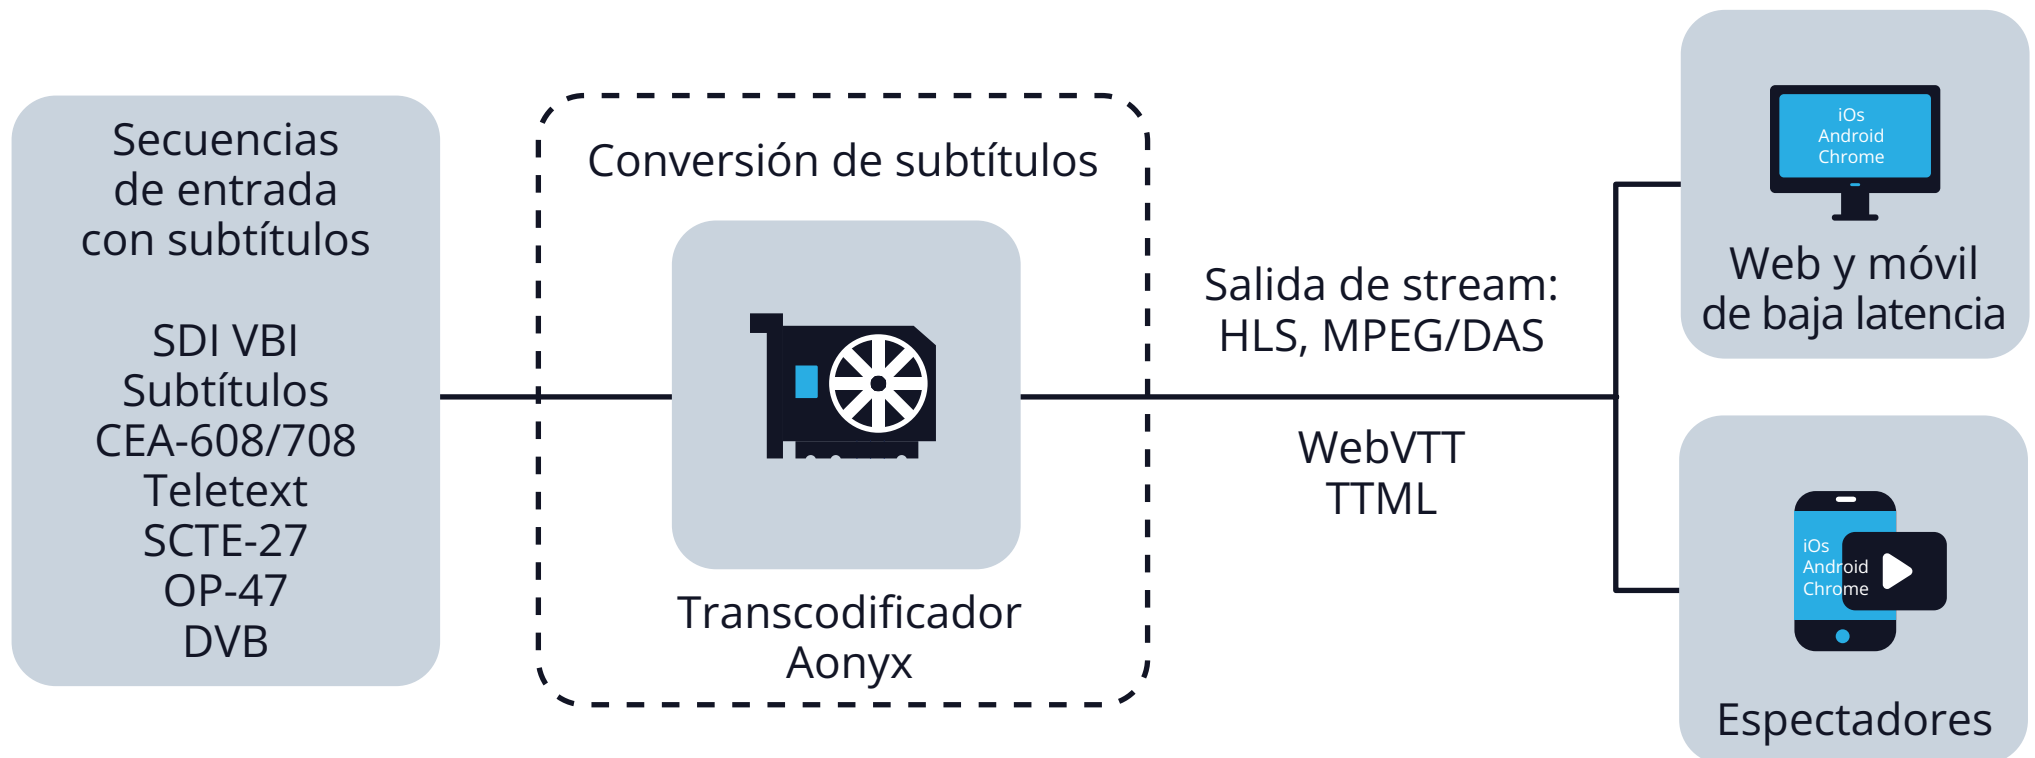 Secuencias
de entrada
con subtítulos
SDI VBI
Subtítulos
CEA-608/708
Teletext
SCTE-27
OP-47
DVB
Conversión de subtítulos
Transcodificador
Aonyx
Salida de stream:
HLS, MPEG/DAS
WebVTT
TTML
iOs
Android
Chrome
Web y móvil
de baja latencia
iOs
Android
Chrome
Espectadores